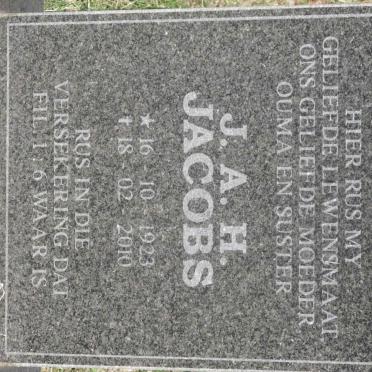 HIER RUS MY
GELIEFDE LEWENSMAAT
ONS GELIEFDE MOEDER
OUMA EN SUSTER
J. A. H.
JACOBS
★ 16 - 10 - 1923
✝ 18 - 02 - 2010
RUS IN DIE
VERSEKERING DAT
FIL. 1 : 6 WAAR IS